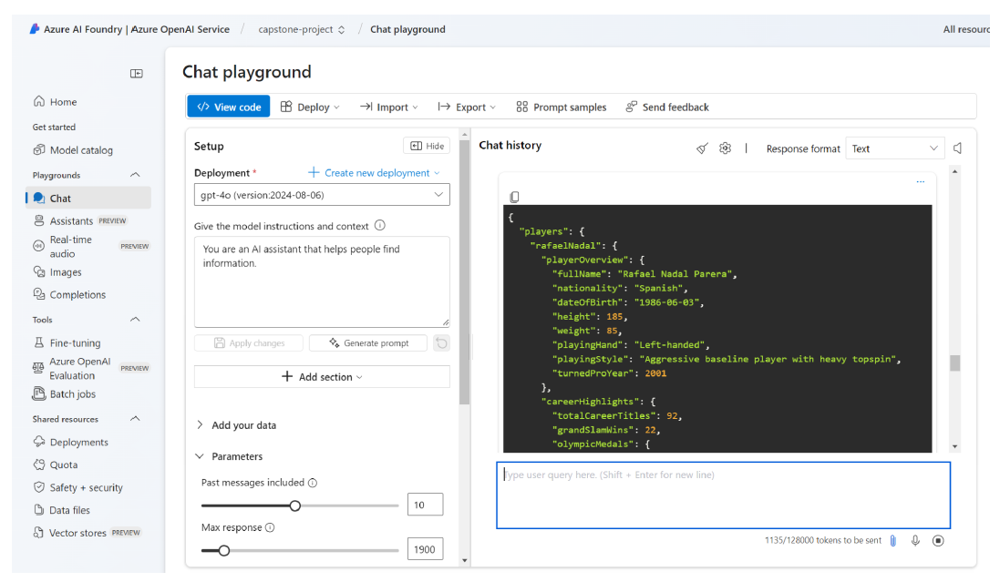 Azure AI Foundry | Azure OpenAI Service / capstone-project / Chat playground
All resour
Home
Get started
Model catalog
Playgrounds
Chat
Assistants PREVIEW
Real-time audio PREVIEW
Images
Completions
Tools
Fine-tuning
Azure OpenAI Evaluation PREVIEW
Batch jobs
Shared resources
Deployments
Quota
Safety + security
Data files
Vector stores PREVIEW
Chat playground
</> View code
Deploy
Import
Export
Prompt samples
Send feedback
Setup
Hide
Deployment *
+ Create new deployment
gpt-4o (version:2024-08-06)
Give the model instructions and context
You are an AI assistant that helps people find
information.
Apply changes
Generate prompt
+ Add section
Add your data
Parameters
Past messages included
10
Max response
1900
Chat history
Response format
Text
{
"players": {
"rafaelNadal": {
"playerOverview": {
"fullName": "Rafael Nadal Parera",
"nationality": "Spanish",
"dateOfBirth": "1986-06-03",
"height": 185,
"weight": 85,
"playingHand": "Left-handed",
"playingStyle": "Aggressive baseline player with heavy topspin",
"turnedProYear": 2001
},
"careerHighlights": {
"totalCareerTitles": 92,
"grandSlamWins": 22,
"olympicMedals": {
Type user query here. (Shift + Enter for new line)
1135/128000 tokens to be sent